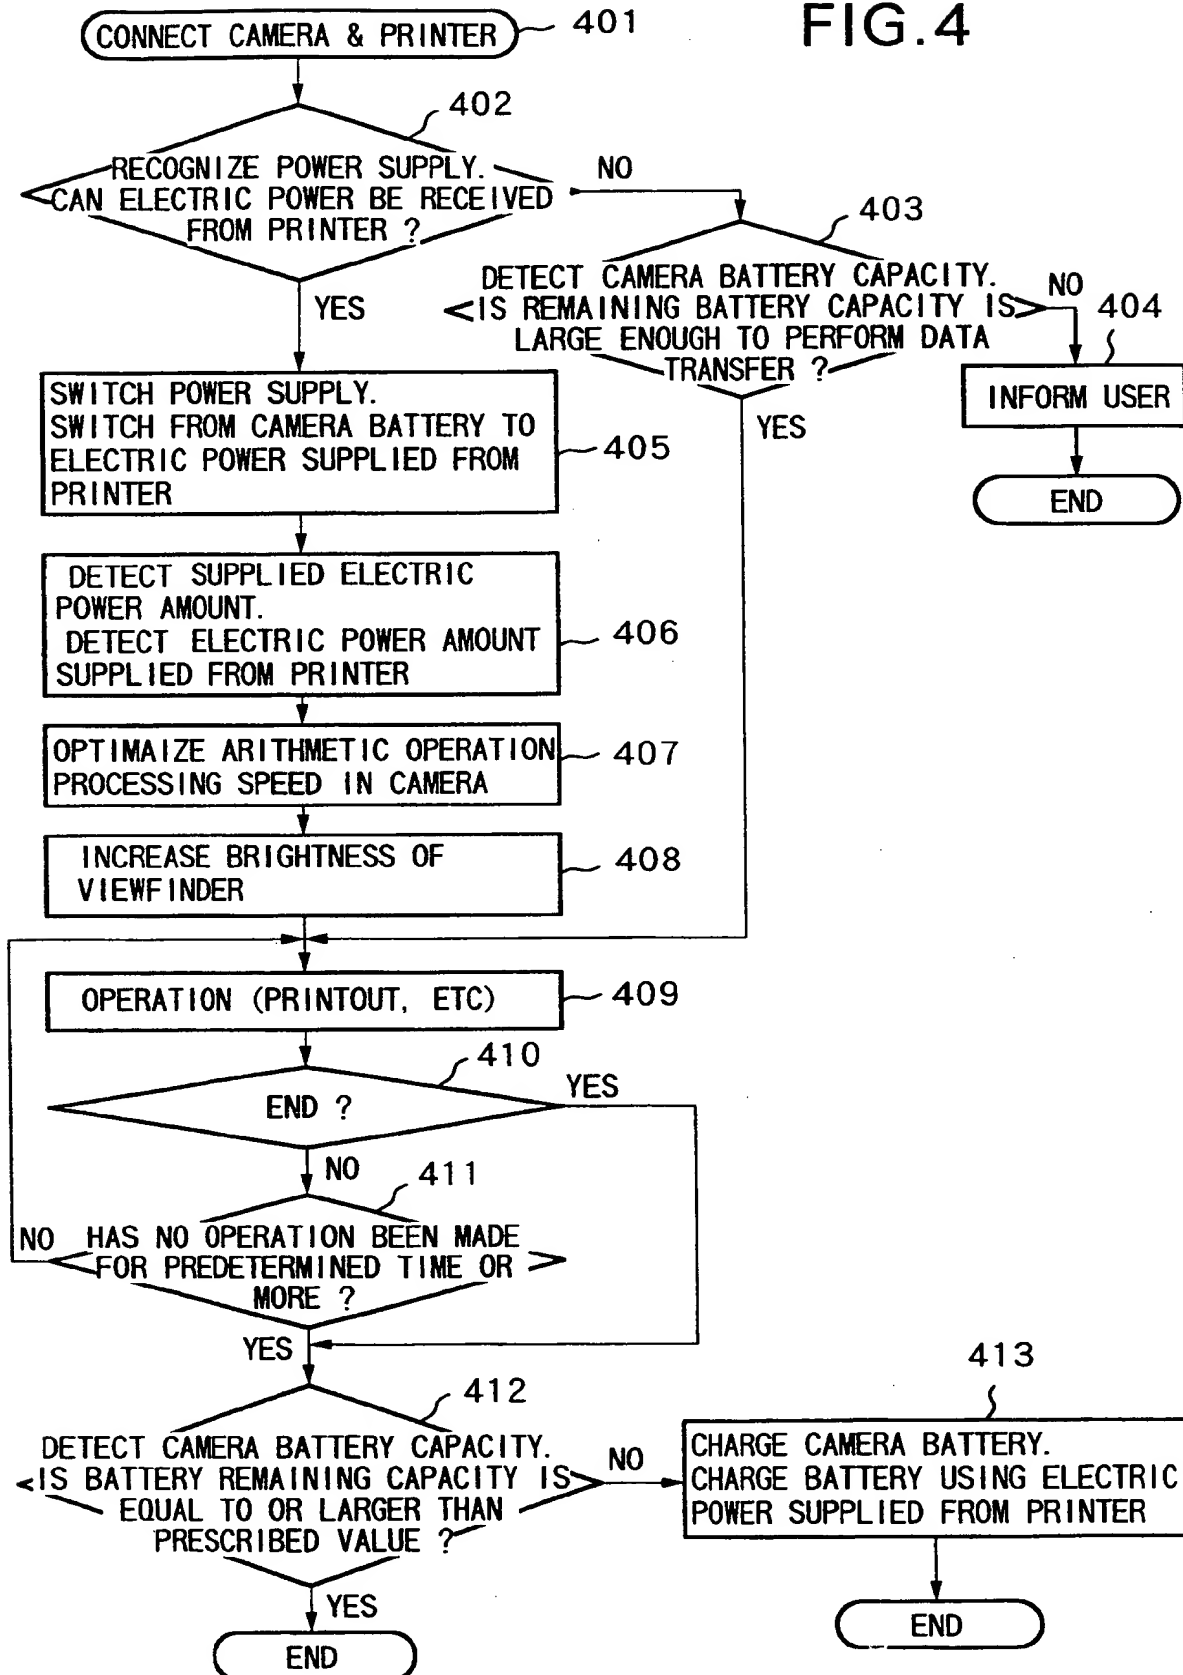 FIG.4
CONNECT CAMERA & PRINTER
401
402
RECOGNIZE POWER SUPPLY.
CAN ELECTRIC POWER BE RECEIVED
FROM PRINTER ?
NO
YES
403
DETECT CAMERA BATTERY CAPACITY.
IS REMAINING BATTERY CAPACITY IS
LARGE ENOUGH TO PERFORM DATA
TRANSFER ?
NO
YES
404
INFORM USER
END
SWITCH POWER SUPPLY.
SWITCH FROM CAMERA BATTERY TO
ELECTRIC POWER SUPPLIED FROM
PRINTER
405
DETECT SUPPLIED ELECTRIC
POWER AMOUNT.
DETECT ELECTRIC POWER AMOUNT
SUPPLIED FROM PRINTER
406
OPTIMAIZE ARITHMETIC OPERATION
PROCESSING SPEED IN CAMERA
407
INCREASE BRIGHTNESS OF
VIEWFINDER
408
OPERATION (PRINTOUT, ETC)
409
410
END ?
YES
NO
411
HAS NO OPERATION BEEN MADE
FOR PREDETERMINED TIME OR
MORE ?
NO
YES
412
DETECT CAMERA BATTERY CAPACITY.
IS BATTERY REMAINING CAPACITY IS
EQUAL TO OR LARGER THAN
PRESCRIBED VALUE ?
NO
YES
END
413
CHARGE CAMERA BATTERY.
CHARGE BATTERY USING ELECTRIC
POWER SUPPLIED FROM PRINTER
END